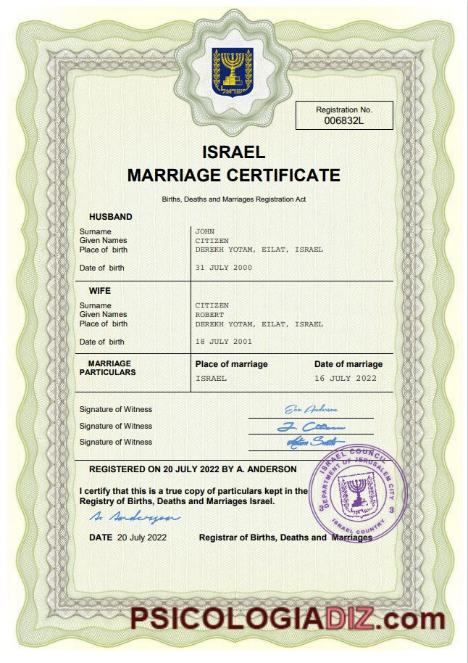 ישראל
Registration No.
006832L
ISRAEL
MARRIAGE CERTIFICATE
Births, Deaths and Marriages Registration Act
HUSBAND
Surname JOHN
Given Names CITIZEN
Place of birth DEREKH YOTAM, EILAT, ISRAEL
Date of birth 31 JULY 2000
WIFE
Surname CITIZEN
Given Names ROBERT
Place of birth DEREKH YOTAM, EILAT, ISRAEL
Date of birth 18 JULY 2001
MARRIAGE PARTICULARS
Place of marriage Date of marriage
ISRAEL 16 JULY 2022
Signature of Witness
Signature of Witness
Signature of Witness
REGISTERED ON 20 JULY 2022 BY A. ANDERSON
I certify that this is a true copy of particulars kept in the
Registry of Births, Deaths and Marriages Israel.
A. Anderson
DATE 20 July 2022 Registrar of Births, Deaths and Marriages
ISRAEL COUNCIL
DEPARTMENT OF JERUSALEM CITY
ISRAEL COUNTRY
PSICOLOGIADIZ.com